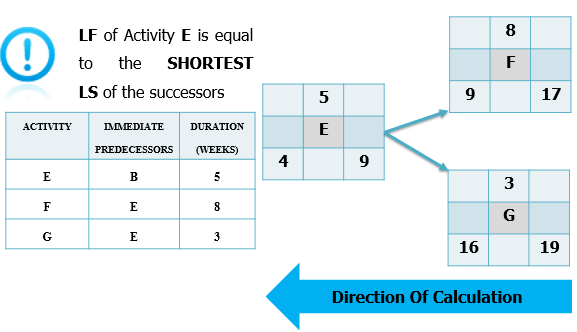 LF of Activity E is equal
to the SHORTEST
LS of the successors
ACTIVITY IMMEDIATE PREDECESSORS DURATION (WEEKS)
E B 5
F E 8
G E 3
5
E
4 9
8
F
9 17
3
G
16 19
Direction Of Calculation